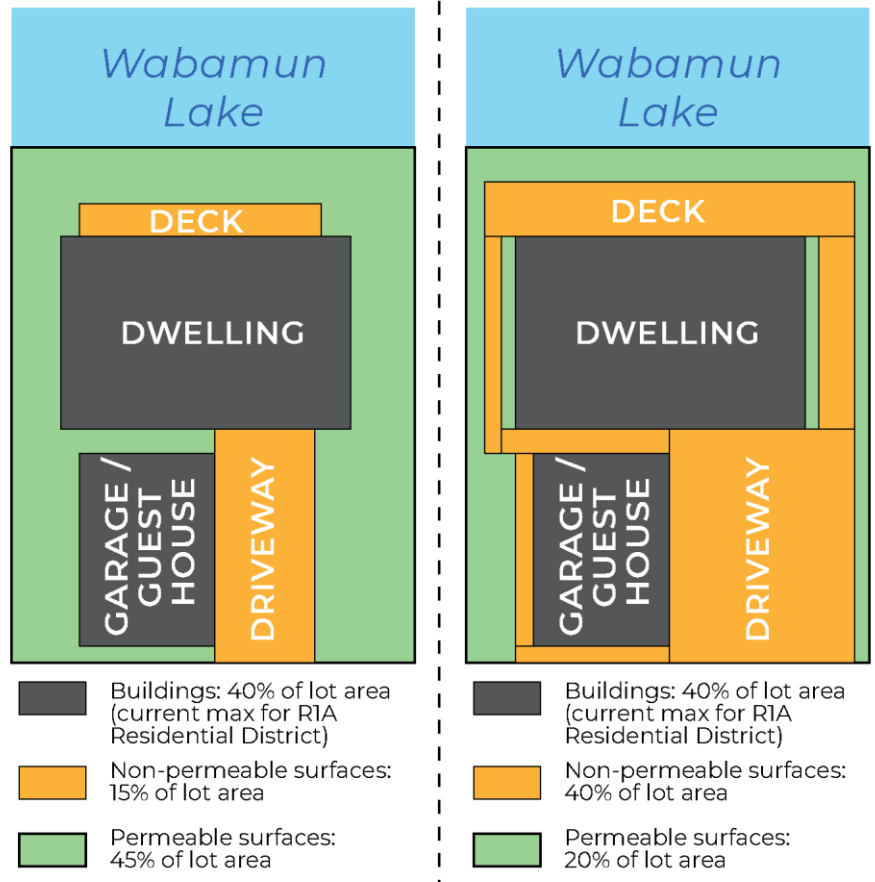 Wabamun
Lake
DECK
DWELLING
GARAGE /
GUEST
HOUSE
DRIVEWAY
Buildings: 40% of lot area
(current max for R1A
Residential District)
Non-permeable surfaces:
15% of lot area
Permeable surfaces:
45% of lot area
Wabamun
Lake
DECK
DWELLING
GARAGE /
GUEST
HOUSE
DRIVEWAY
Buildings: 40% of lot area
(current max for R1A
Residential District)
Non-permeable surfaces:
40% of lot area
Permeable surfaces:
20% of lot area